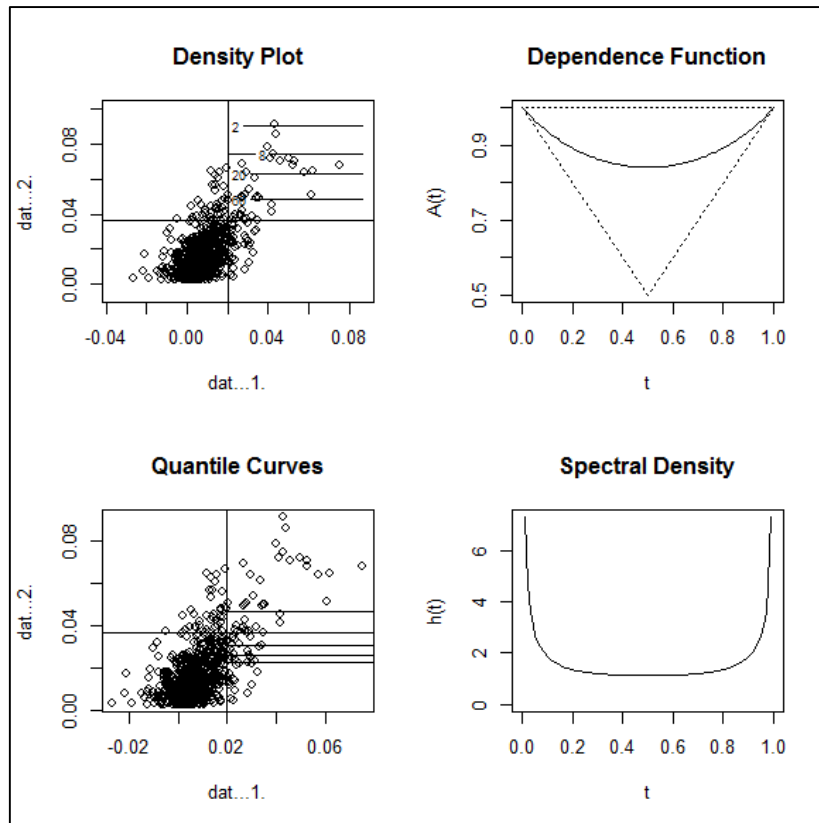 Density Plot
dat...2.
0.00 0.04 0.08
2
8
20
-0.04 0.00 0.04 0.08
dat...1.
Dependence Function
A(t)
0.5 0.7 0.9
0.0 0.2 0.4 0.6 0.8 1.0
t
Quantile Curves
dat...2.
0.00 0.04 0.08
-0.02 0.02 0.06
dat...1.
Spectral Density
h(t)
0 2 4 6
0.0 0.2 0.4 0.6 0.8 1.0
t